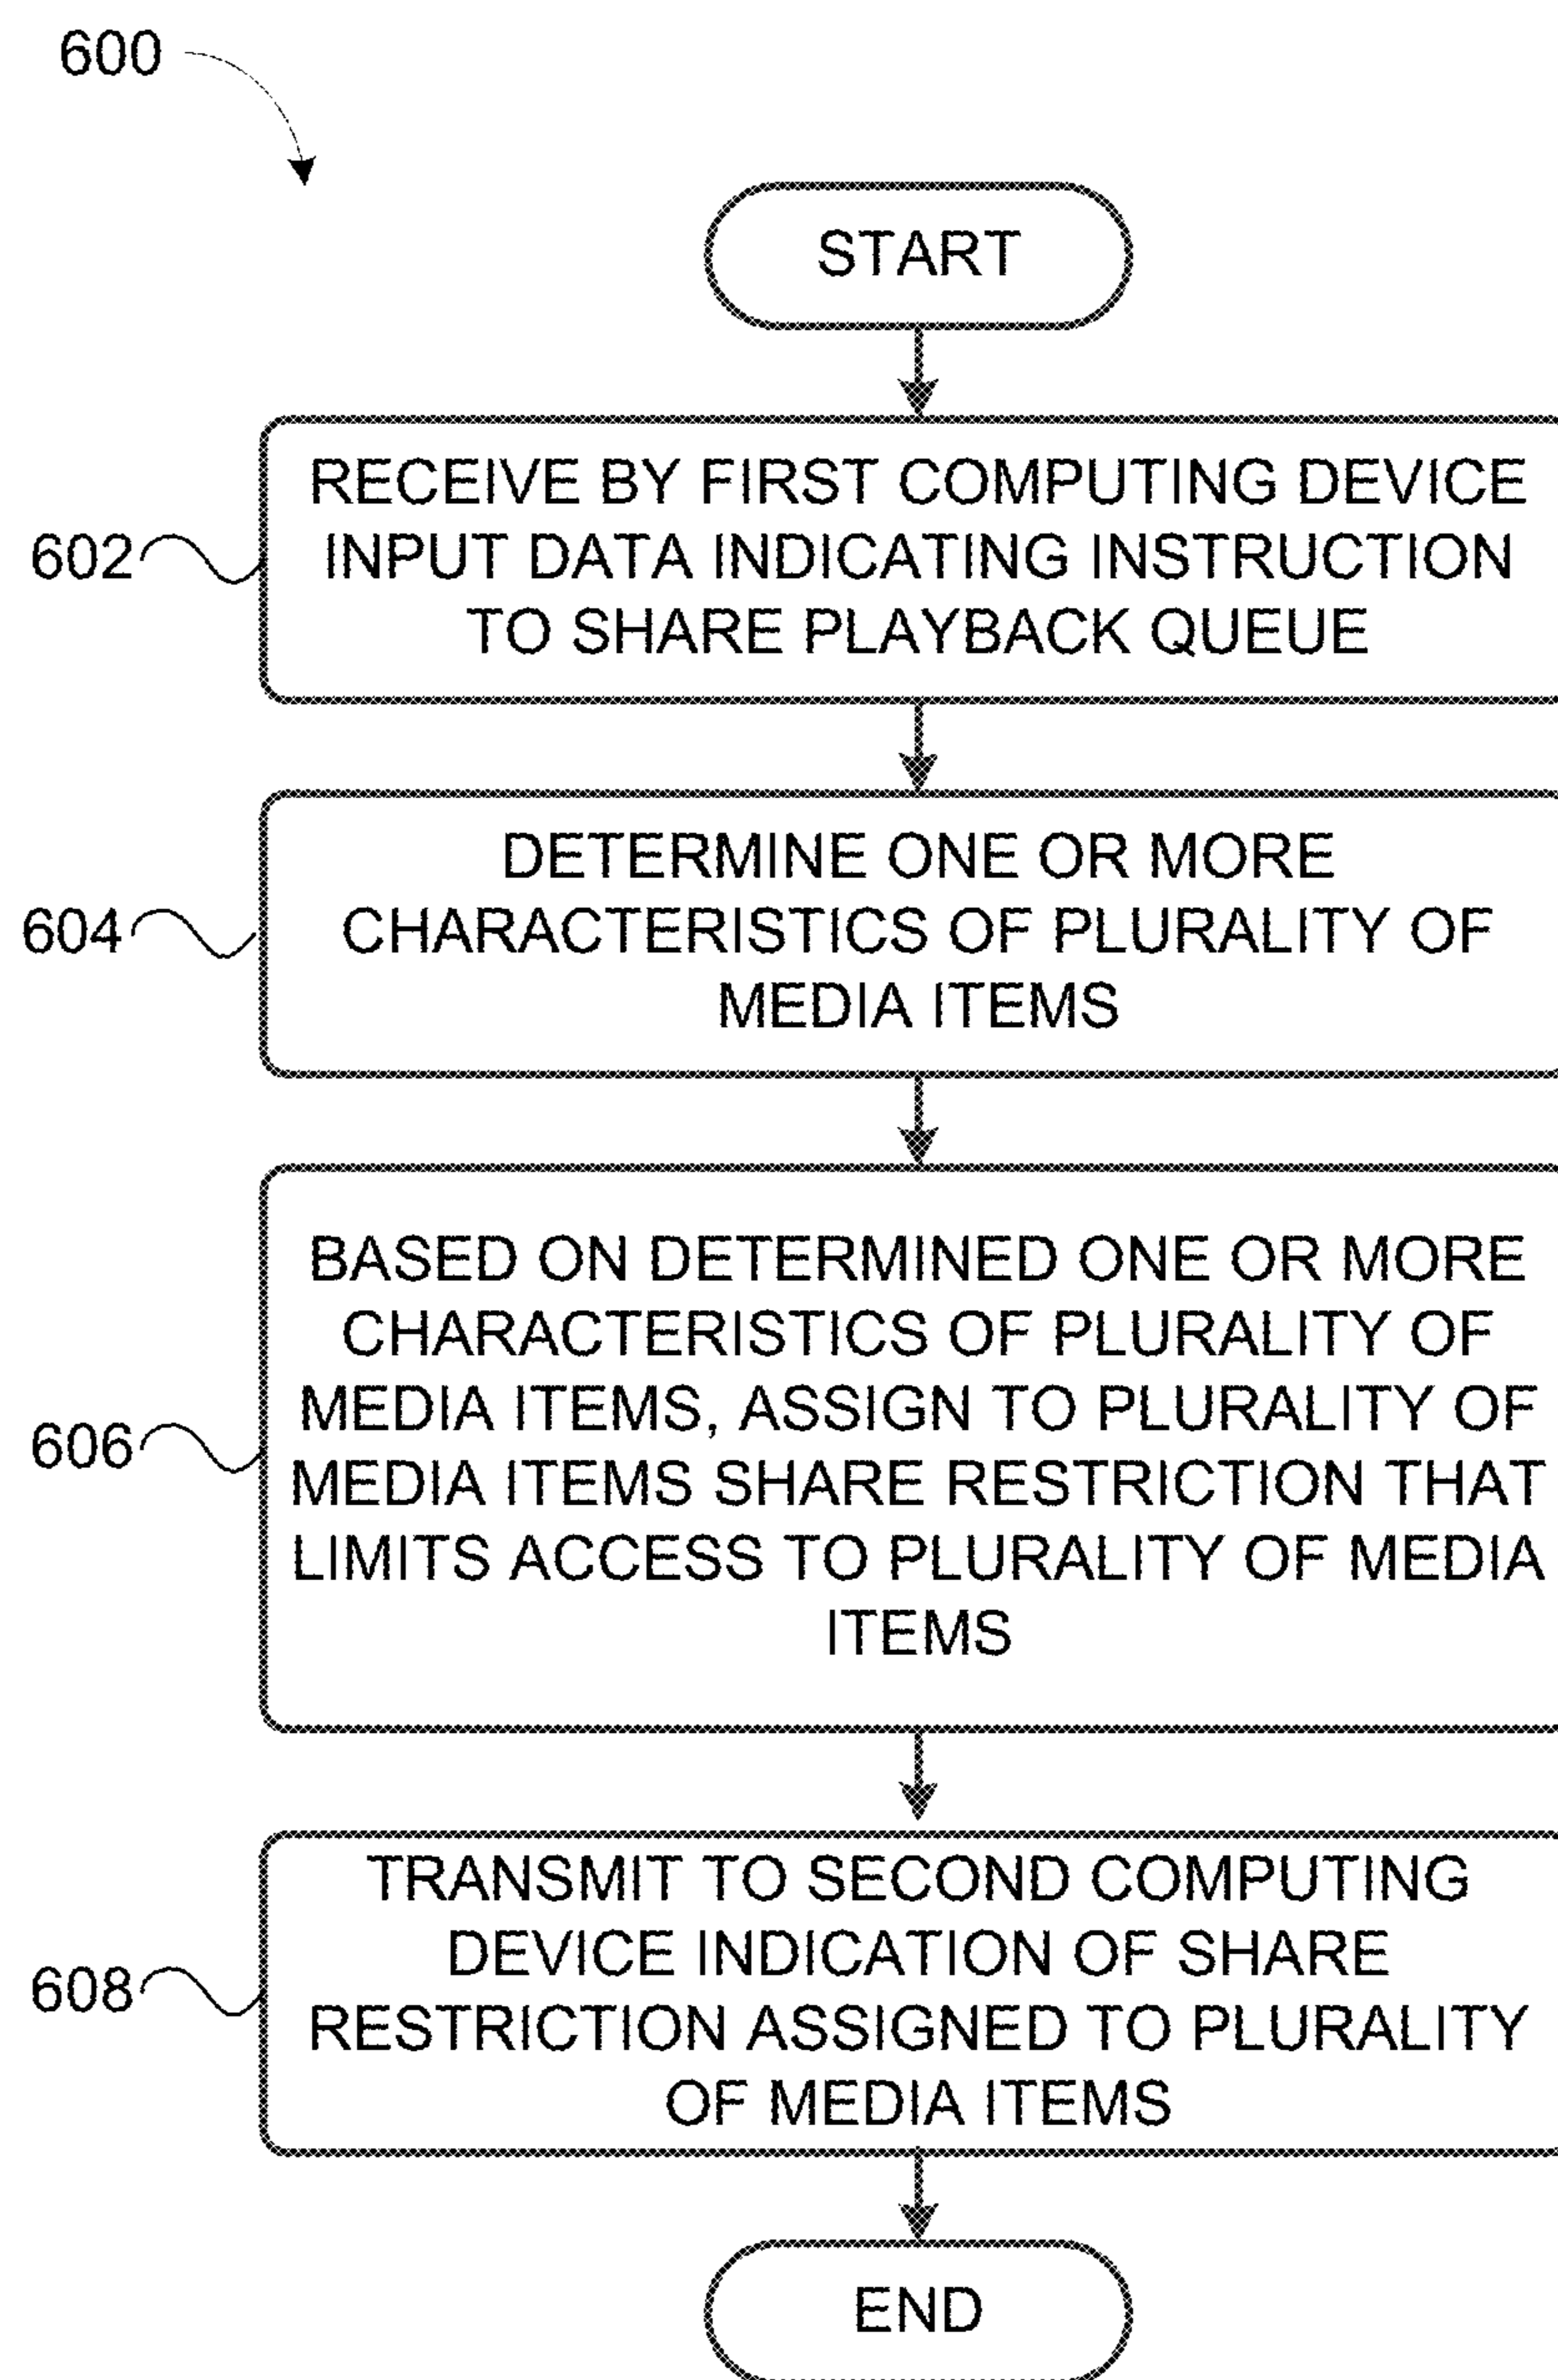 600
START
602
RECEIVE BY FIRST COMPUTING DEVICE
INPUT DATA INDICATING INSTRUCTION
TO SHARE PLAYBACK QUEUE
604
DETERMINE ONE OR MORE
CHARACTERISTICS OF PLURALITY OF
MEDIA ITEMS
606
BASED ON DETERMINED ONE OR MORE
CHARACTERISTICS OF PLURALITY OF
MEDIA ITEMS, ASSIGN TO PLURALITY OF
MEDIA ITEMS SHARE RESTRICTION THAT
LIMITS ACCESS TO PLURALITY OF MEDIA
ITEMS
608
TRANSMIT TO SECOND COMPUTING
DEVICE INDICATION OF SHARE
RESTRICTION ASSIGNED TO PLURALITY
OF MEDIA ITEMS
END